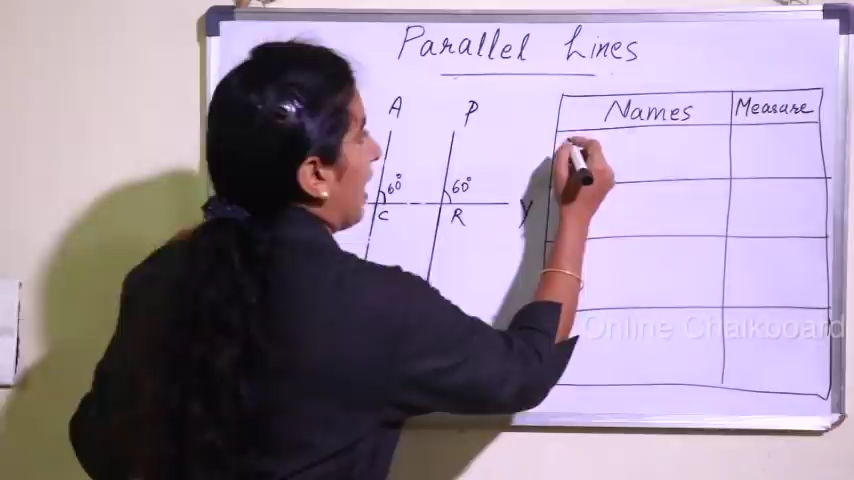 Parallel Lines
A P
60° 60°
C R Y
Names Measure
Online Chalkboard